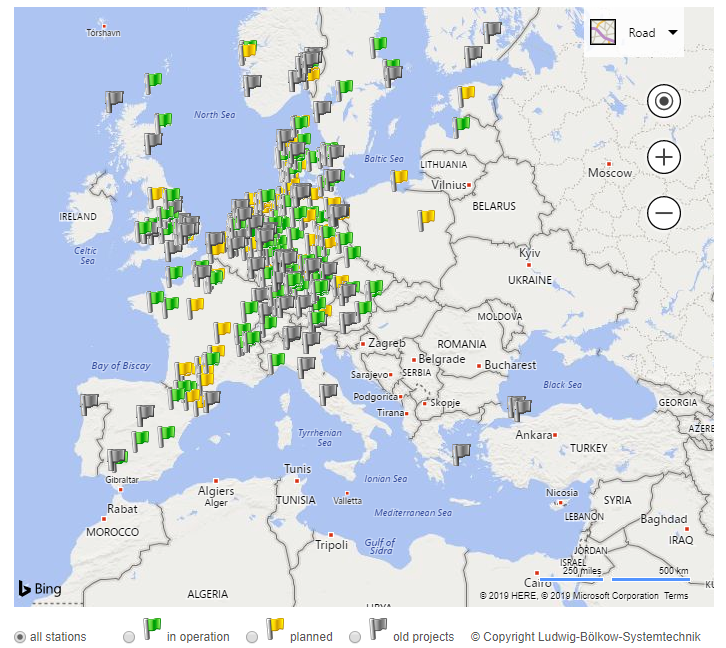 Tórshavn
Road
North Sea
Moscow
Baltic Sea
LITHUANIA
Vilnius
BELARUS
IRELAND
Celtic
Sea
Kyiv
UKRAINE
MOLDOVA
Zagreb
ROMANIA
Bay of Biscay
Belgrade
Bucharest
Sarajevo
SERBIA
Black Sea
Podgorica
Skopje
GEORGIA
Tirana
AZERB
Tyrrhenian
Sea
Ankara
TURKEY
Gibraltar
Algiers
Alger
Tunis
TUNISIA
Ionian Sea
Valletta
Nicosia
SYRIA
Rabat
MOROCCO
Mediterranean Sea
LEBANON
Baghdad
IRAQ
Tripoli
Gulf of
Sidra
JORDAN
ISRAEL
250 miles
500 km
Cairo
Bing
ALGERIA
© 2019 HERE, © 2019 Microsoft Corporation Terms
all stations in operation planned old projects © Copyright Ludwig-Bölkow-Systemtechnik